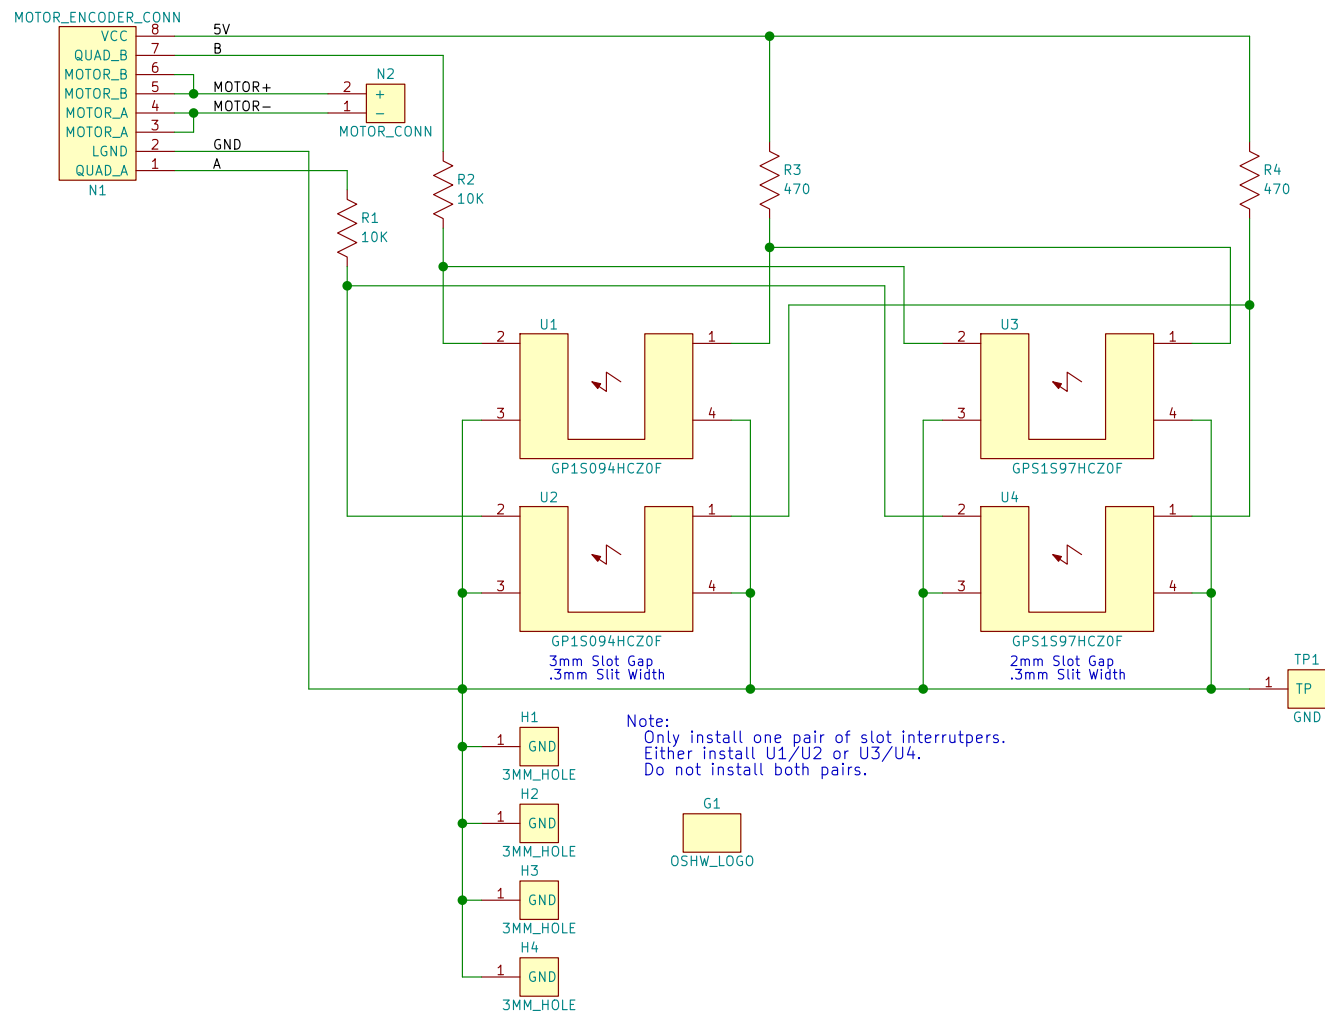 MOTOR_ENCODER_CONN
VCC 8 5V
QUAD_B 7 B
MOTOR_B 6
MOTOR_B 5 MOTOR+
MOTOR_A 4 MOTOR-
MOTOR_A 3
LGND 2 GND
QUAD_A 1 A
N1
N2
2 +
1 -
MOTOR_CONN
R1
10K
R2
10K
R3
470
R4
470
U1
2 1
3 4
GP1S094HCZ0F
U3
2 1
3 4
GPS1S97HCZ0F
U2
2 1
3 4
GP1S094HCZ0F
3mm Slot Gap
.3mm Slit Width
U4
2 1
3 4
GPS1S97HCZ0F
2mm Slot Gap
.3mm Slit Width
TP1
1 TP
GND
Note:
Only install one pair of slot interrutpers.
Either install U1/U2 or U3/U4.
Do not install both pairs.
H1
1 GND
3MM_HOLE
H2
1 GND
3MM_HOLE
H3
1 GND
3MM_HOLE
H4
1 GND
3MM_HOLE
G1
OSHW_LOGO